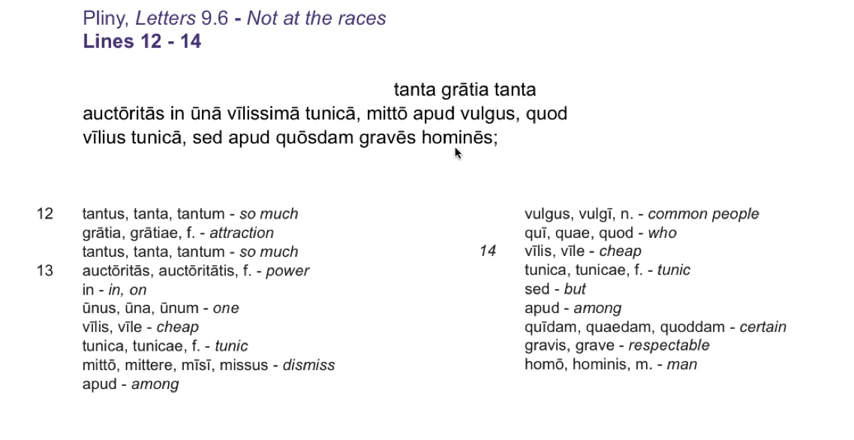 Pliny, Letters 9.6 - Not at the races
Lines 12 - 14
tanta grātia tanta
auctōritās in ūnā vīlissimā tunicā, mittō apud vulgus, quod
vīlius tunicā, sed apud quōsdam gravēs hominēs;
12 tantus, tanta, tantum - so much
grātia, grātiae, f. - attraction
tantus, tanta, tantum - so much
13 auctōritās, auctōritātis, f. - power
in - in, on
ūnus, ūna, ūnum - one
vīlis, vīle - cheap
tunica, tunicae, f. - tunic
mittō, mittere, mīsī, missus - dismiss
apud - among
vulgus, vulgī, n. - common people
quī, quae, quod - who
14 vīlis, vīle - cheap
tunica, tunicae, f. - tunic
sed - but
apud - among
quīdam, quaedam, quoddam - certain
gravis, grave - respectable
homō, hominis, m. - man